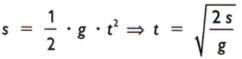 s = 1/2 · g · t² ⇒ t = √(2 s / g)